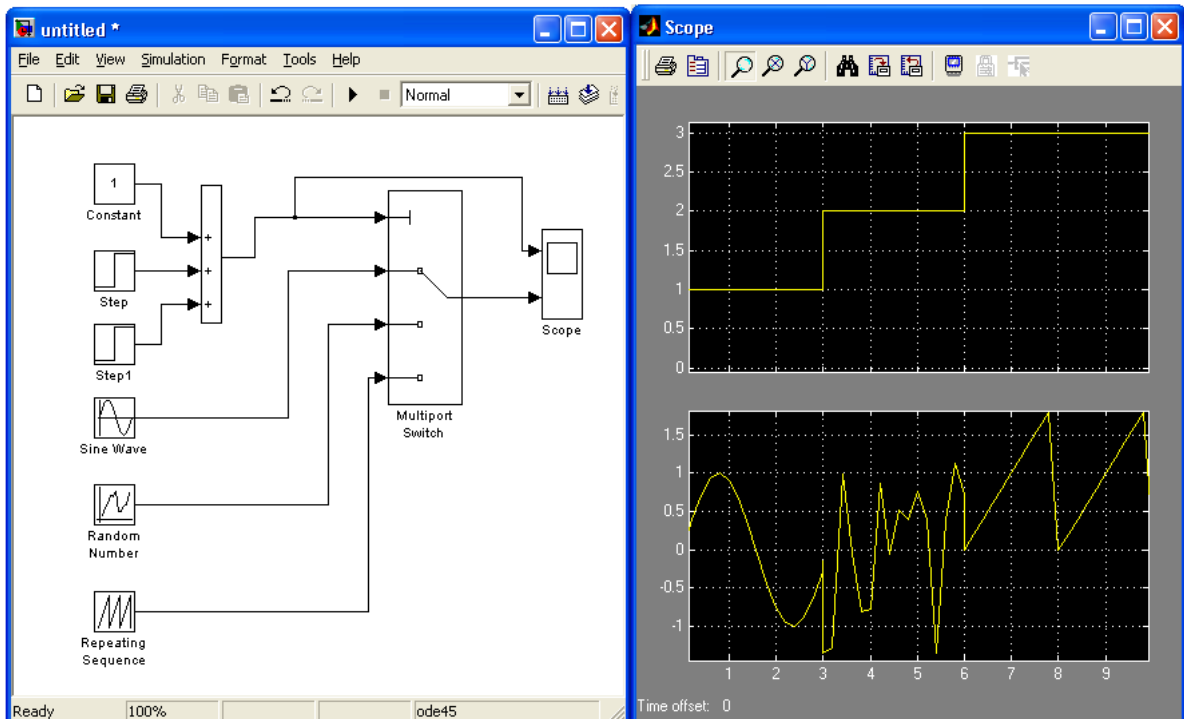 untitled *
File Edit View Simulation Format Tools Help
Normal
1
Constant
+
Step
+
Step1
+
Sine Wave
Random
Number
Repeating
Sequence
Multiport
Switch
Scope
Ready 100% ode45
Scope
3
2.5
2
1.5
1
0.5
0
1.5
1
0.5
0
-0.5
-1
1 2 3 4 5 6 7 8 9
Time offset: 0